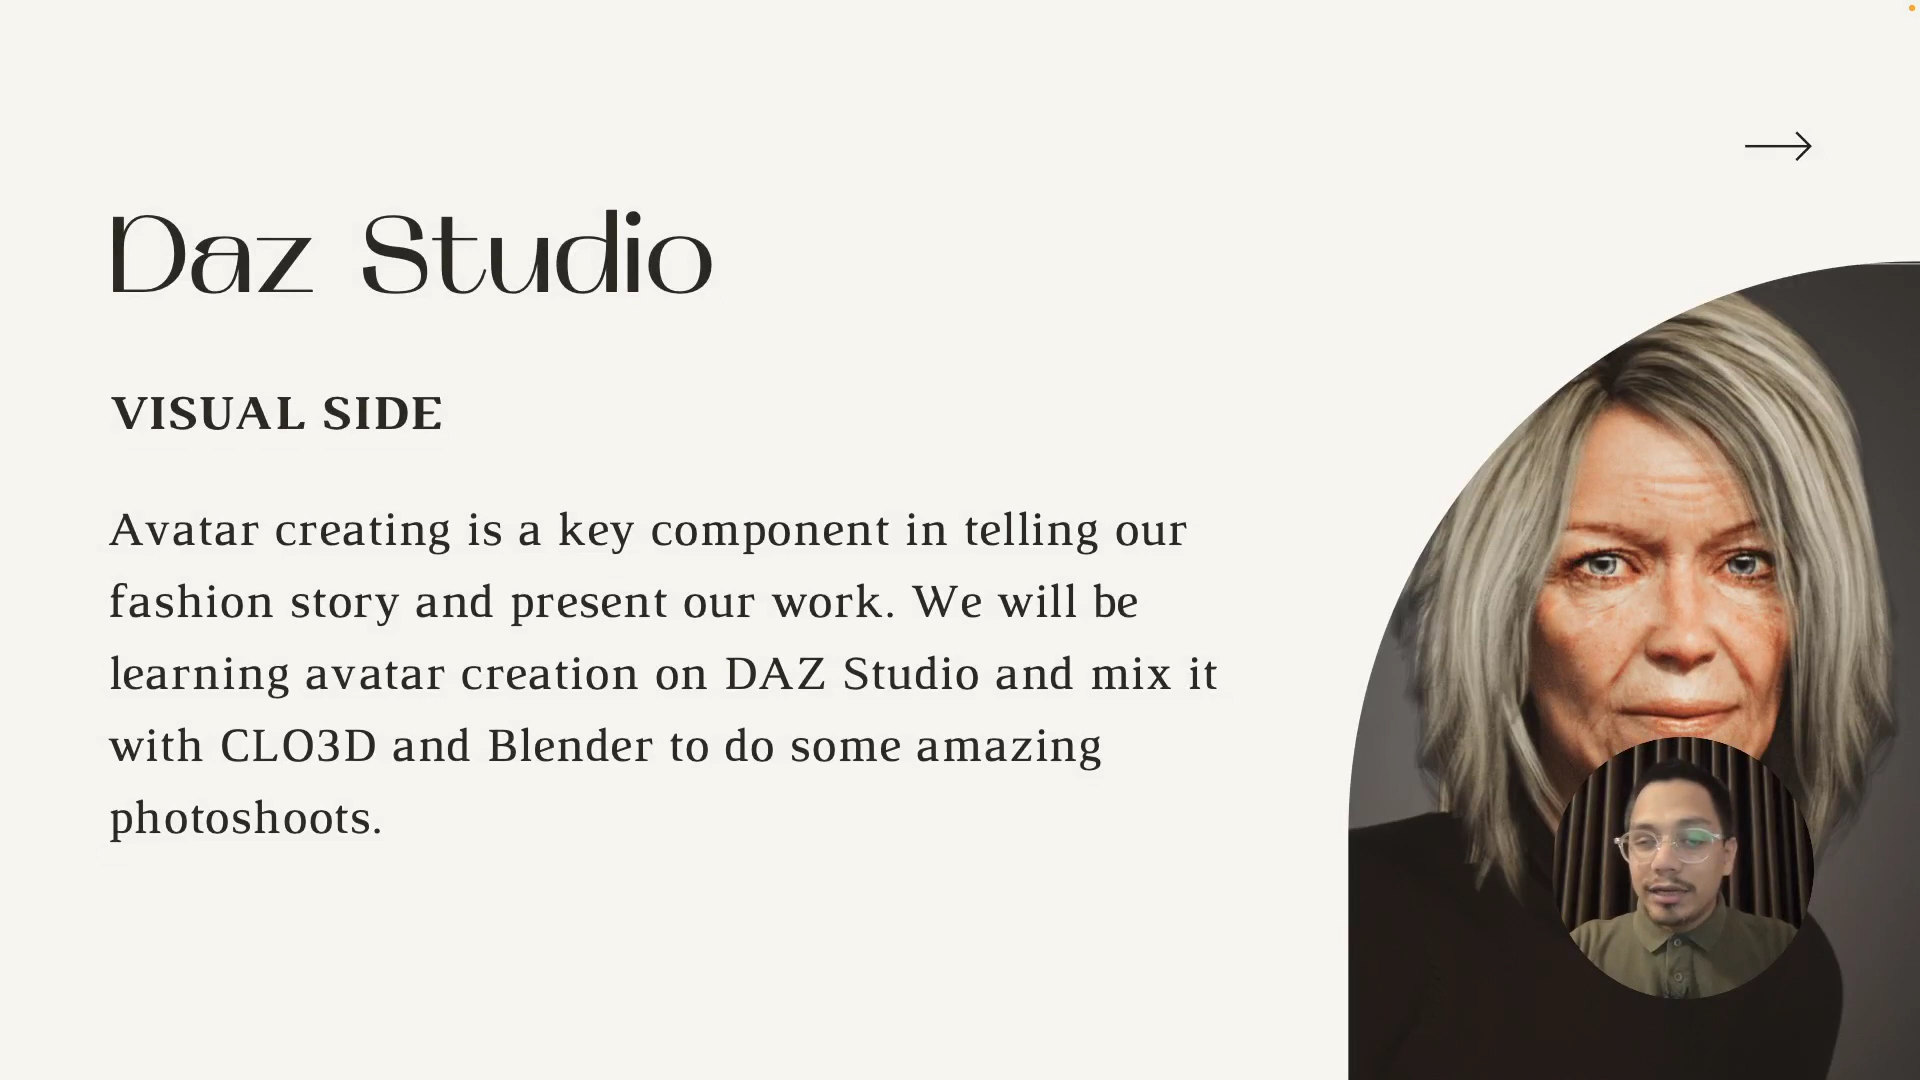 Daz Studio
VISUAL SIDE
Avatar creating is a key component in telling our
fashion story and present our work. We will be
learning avatar creation on DAZ Studio and mix it
with CLO3D and Blender to do some amazing
photoshoots.